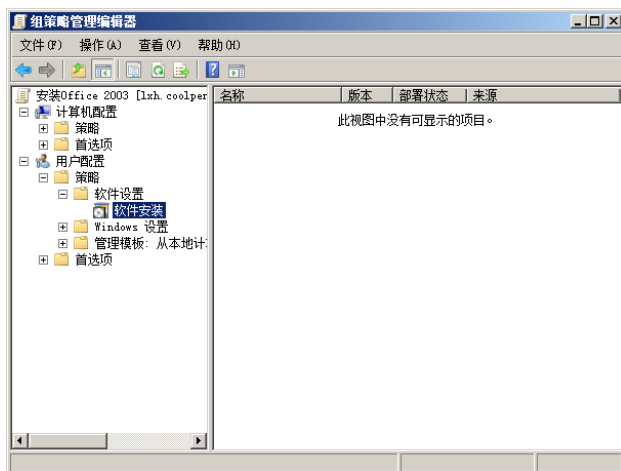 组策略管理编辑器
文件(F) 操作(A) 查看(V) 帮助(H)
安装Office 2003 [lxh.coolper
计算机配置
策略
首选项
用户配置
策略
软件设置
软件安装
Windows 设置
管理模板: 从本地计
首选项
名称 版本 部署状态 来源
此视图中没有可显示的项目。